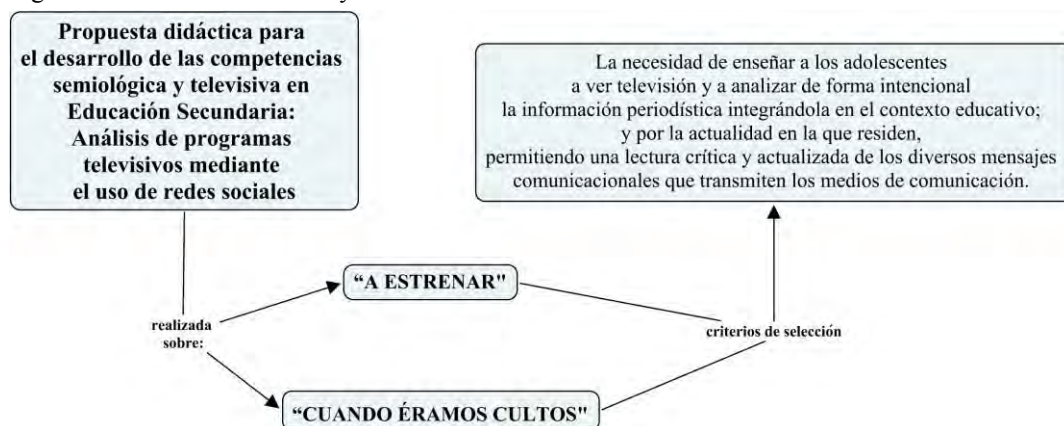 Propuesta didáctica para
el desarrollo de las competencias
semiológica y televisiva en
Educación Secundaria:
Análisis de programas
televisivos mediante
el uso de redes sociales
La necesidad de enseñar a los adolescentes
a ver televisión y a analizar de forma intencional
la información periodística integrándola en el contexto educativo;
y por la actualidad en la que residen,
permitiendo una lectura crítica y actualizada de los diversos mensajes
comunicacionales que transmiten los medios de comunicación.
“A ESTRENAR"
realizada
sobre:
criterios de selección
“CUANDO ÉRAMOS CULTOS"